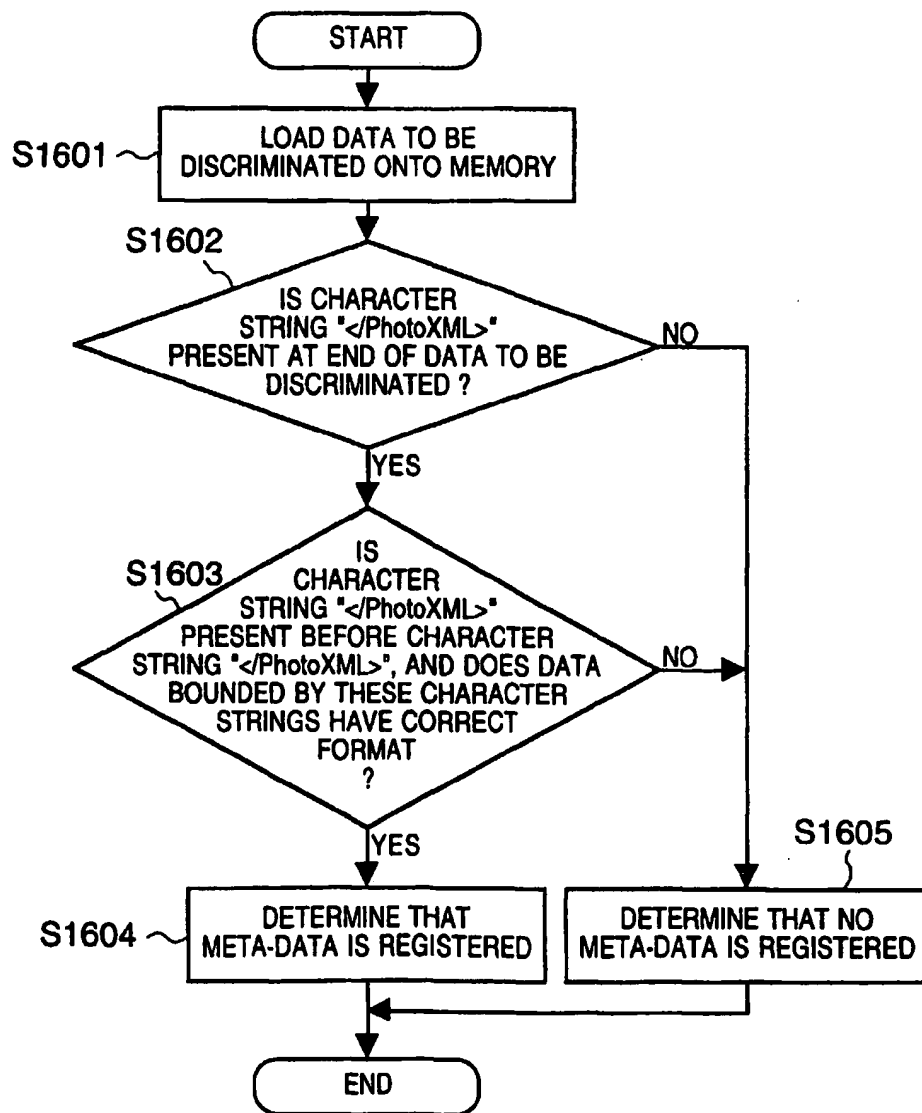 START
S1601
LOAD DATA TO BE
DISCRIMINATED ONTO MEMORY
S1602
IS CHARACTER
STRING "</PhotoXML>"
PRESENT AT END OF DATA TO BE
DISCRIMINATED ?
NO
YES
S1603
IS
CHARACTER
STRING "</PhotoXML>"
PRESENT BEFORE CHARACTER
STRING "</PhotoXML>", AND DOES DATA
BOUNDED BY THESE CHARACTER
STRINGS HAVE CORRECT
FORMAT
?
NO
YES
S1604
DETERMINE THAT
META-DATA IS REGISTERED
S1605
DETERMINE THAT NO
META-DATA IS REGISTERED
END